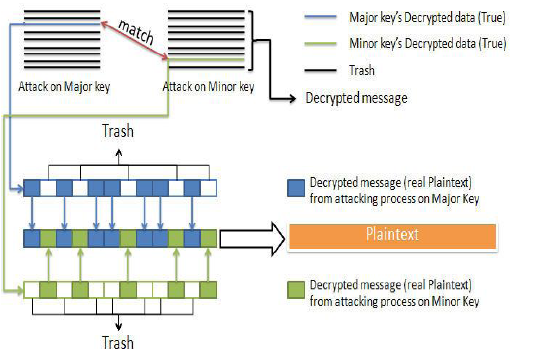 Major key's Decrypted data (True)
Minor key's Decrypted data (True)
Trash
match
Attack on Major key
Attack on Minor key
Decrypted message
Trash
Decrypted message (real Plaintext)
from attacking process on Major Key
Plaintext
Decrypted message (real Plaintext)
from attacking process on Minor Key
Trash